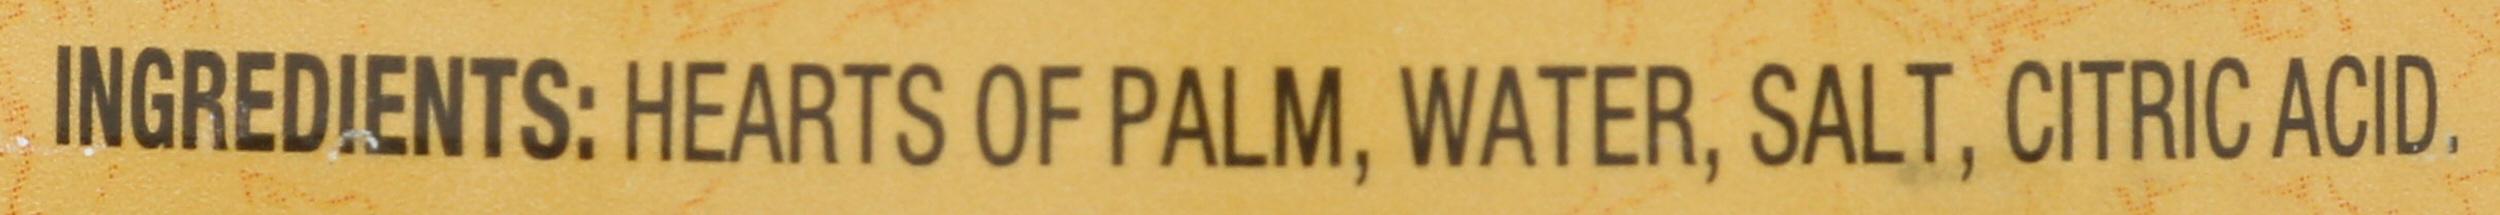 INGREDIENTS: HEARTS OF PALM, WATER, SALT, CITRIC ACID.